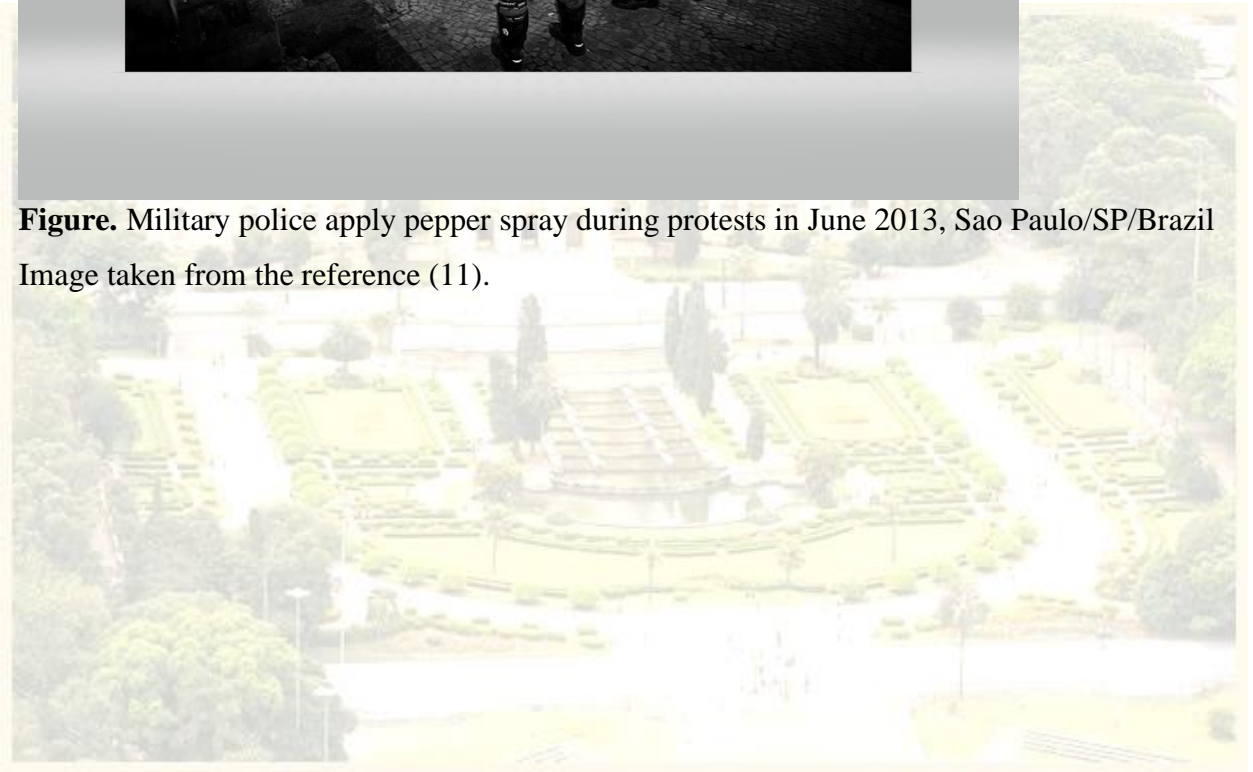 Figure. Military police apply pepper spray during protests in June 2013, Sao Paulo/SP/Brazil
Image taken from the reference (11).